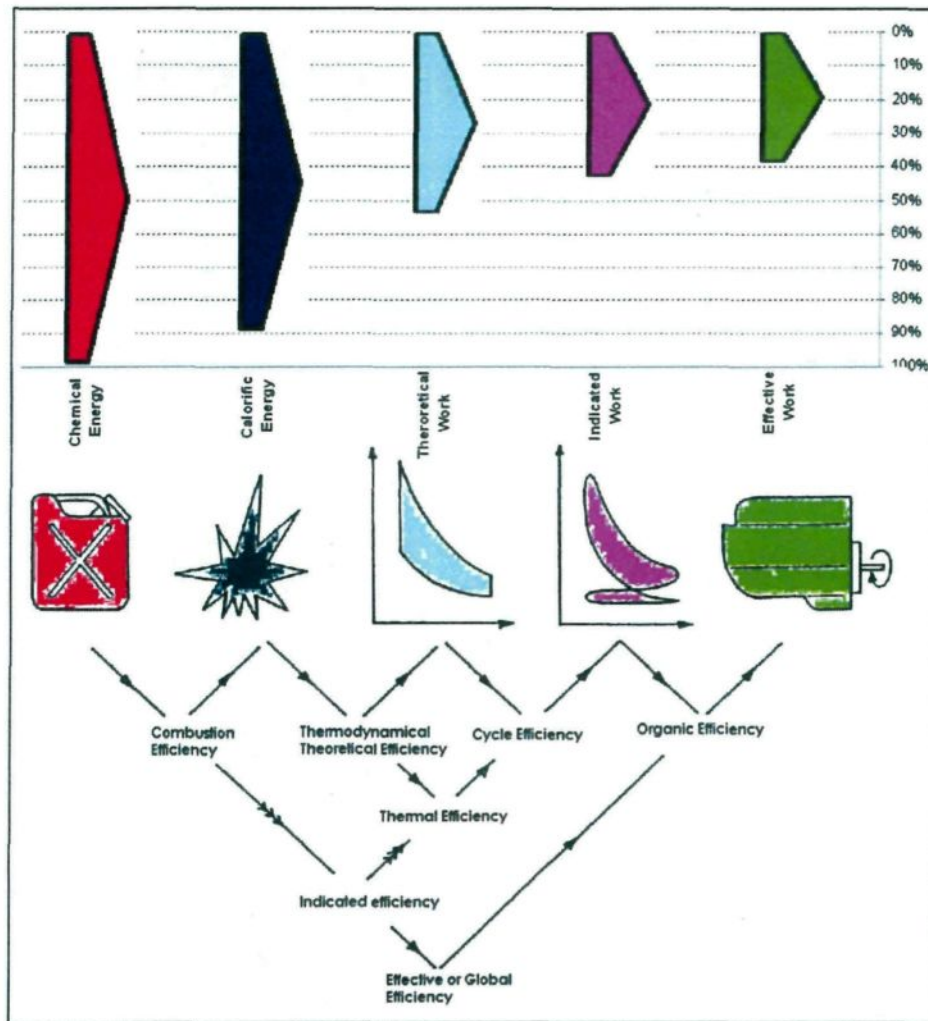 0%
10%
20%
30%
40%
50%
60%
70%
80%
90%
100%
Chemical
Energy
Calorific
Energy
Theroretical
Work
Indicated
Work
Effective
Work
Combustion
Efficiency
Thermodynamical
Theoretical Efficiency
Cycle Efficiency
Organic Efficiency
Thermal Efficiency
Indicated efficiency
Effective or Global
Efficiency